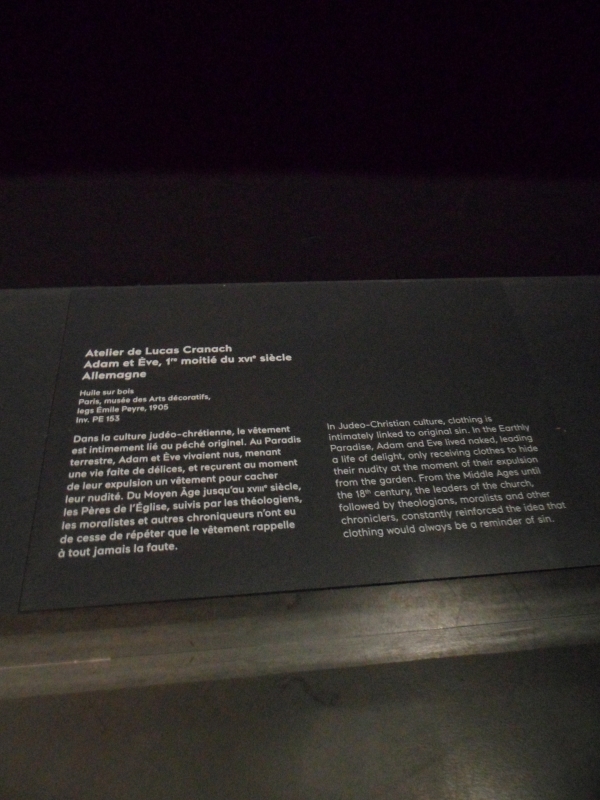 Atelier de Lucas Cranach
Adam et Ève, 1ʳᵉ moitié du XVIᵉ siècle
Allemagne
Huile sur bois
Paris, musée des Arts décoratifs,
legs Émile Peyre, 1905
Inv. PE 153
Dans la culture judéo-chrétienne, le vêtement
est intimement lié au péché originel. Au Paradis
terrestre, Adam et Ève vivaient nus, menant
une vie faite de délices, et reçurent au moment
de leur expulsion un vêtement pour cacher
leur nudité. Du Moyen Âge jusqu'au XVIIIᵉ siècle,
les Pères de l'Église, suivis par les théologiens,
les moralistes et autres chroniqueurs n'ont eu
de cesse de répéter que le vêtement rappelle
à tout jamais la faute.
In Judeo-Christian culture, clothing is
intimately linked to original sin. In the Earthly
Paradise, Adam and Eve lived naked, leading
a life of delight, only receiving clothes to hide
their nudity at the moment of their expulsion
from the garden. From the Middle Ages until
the 18ᵗʰ century, the leaders of the church,
followed by theologians, moralists and other
chroniclers, constantly reinforced the idea that
clothing would always be a reminder of sin.